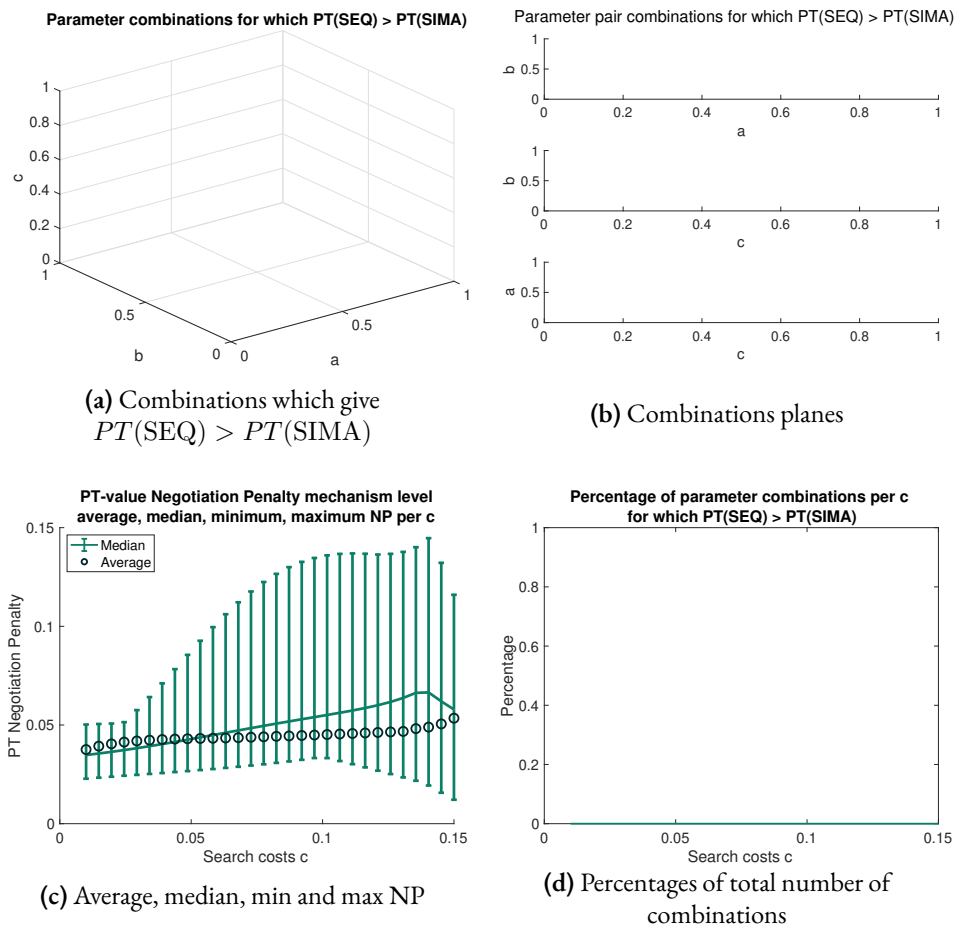 Parameter combinations for which PT(SEQ) > PT(SIMA)
1
0.8
0.6
0.4
0.2
0
c
1
0.5
0
b
0
0.5
1
a
(a) Combinations which give
PT(SEQ) > PT(SIMA)
Parameter pair combinations for which PT(SEQ) > PT(SIMA)
1
0.5
0
b
0 0.2 0.4 0.6 0.8 1
a
1
0.5
0
b
0 0.2 0.4 0.6 0.8 1
c
1
0.5
0
a
0 0.2 0.4 0.6 0.8 1
c
(b) Combinations planes
PT-value Negotiation Penalty mechanism level
average, median, minimum, maximum NP per c
0.15
0.1
0.05
0
PT Negotiation Penalty
Median
Average
0 0.05 0.1 0.15
Search costs c
(c) Average, median, min and max NP
Percentage of parameter combinations per c
for which PT(SEQ) > PT(SIMA)
1
0.8
0.6
0.4
0.2
0
Percentage
0 0.05 0.1 0.15
Search costs c
(d) Percentages of total number of
combinations